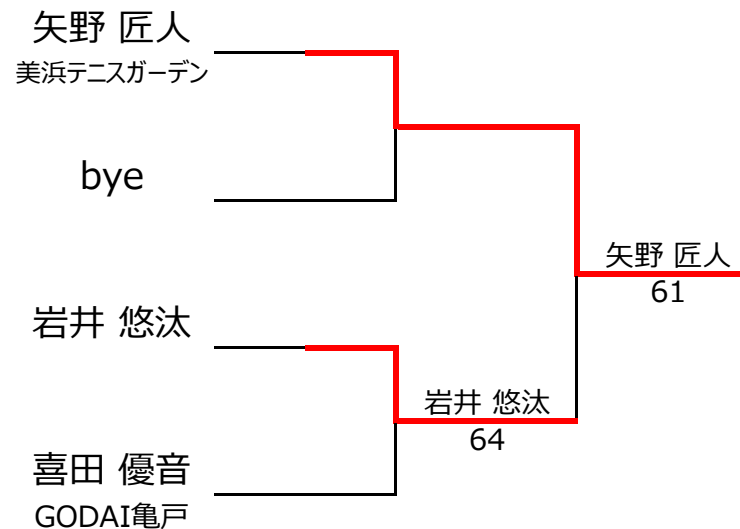 矢野 匠人
美浜テニスガーデン
bye
矢野 匠人
61
岩井 悠汰
岩井 悠汰
64
喜田 優音
GODAI亀戸